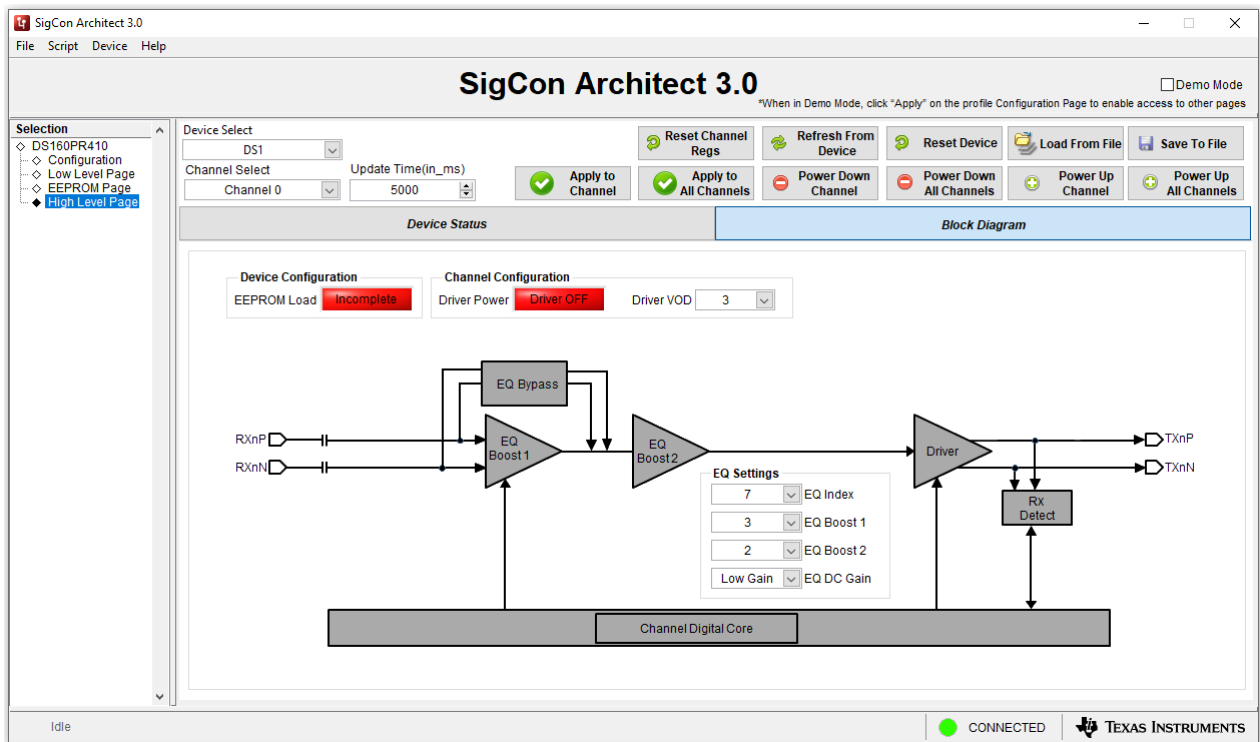 SigCon Architect 3.0
File Script Device Help
SigCon Architect 3.0
Demo Mode
*When in Demo Mode, click "Apply" on the profile Configuration Page to enable access to other pages
Selection
DS160PR410
Configuration
Low Level Page
EEPROM Page
High Level Page
Device Select
DS1
Channel Select
Channel 0
Update Time(in_ms)
5000
Reset Channel
Regs
Refresh From
Device
Reset Device
Load From File
Save To File
Apply to
Channel
Apply to
All Channels
Power Down
Channel
Power Down
All Channels
Power Up
Channel
Power Up
All Channels
Device Status
Block Diagram
Device Configuration
EEPROM Load Incomplete
Channel Configuration
Driver Power Driver OFF Driver VOD 3
EQ Bypass
RXnP
RXnN
EQ
Boost 1
EQ
Boost 2
Driver
TXnP
TXnN
Rx
Detect
EQ Settings
7 EQ Index
3 EQ Boost 1
2 EQ Boost 2
Low Gain EQ DC Gain
Channel Digital Core
Idle
CONNECTED
TEXAS INSTRUMENTS